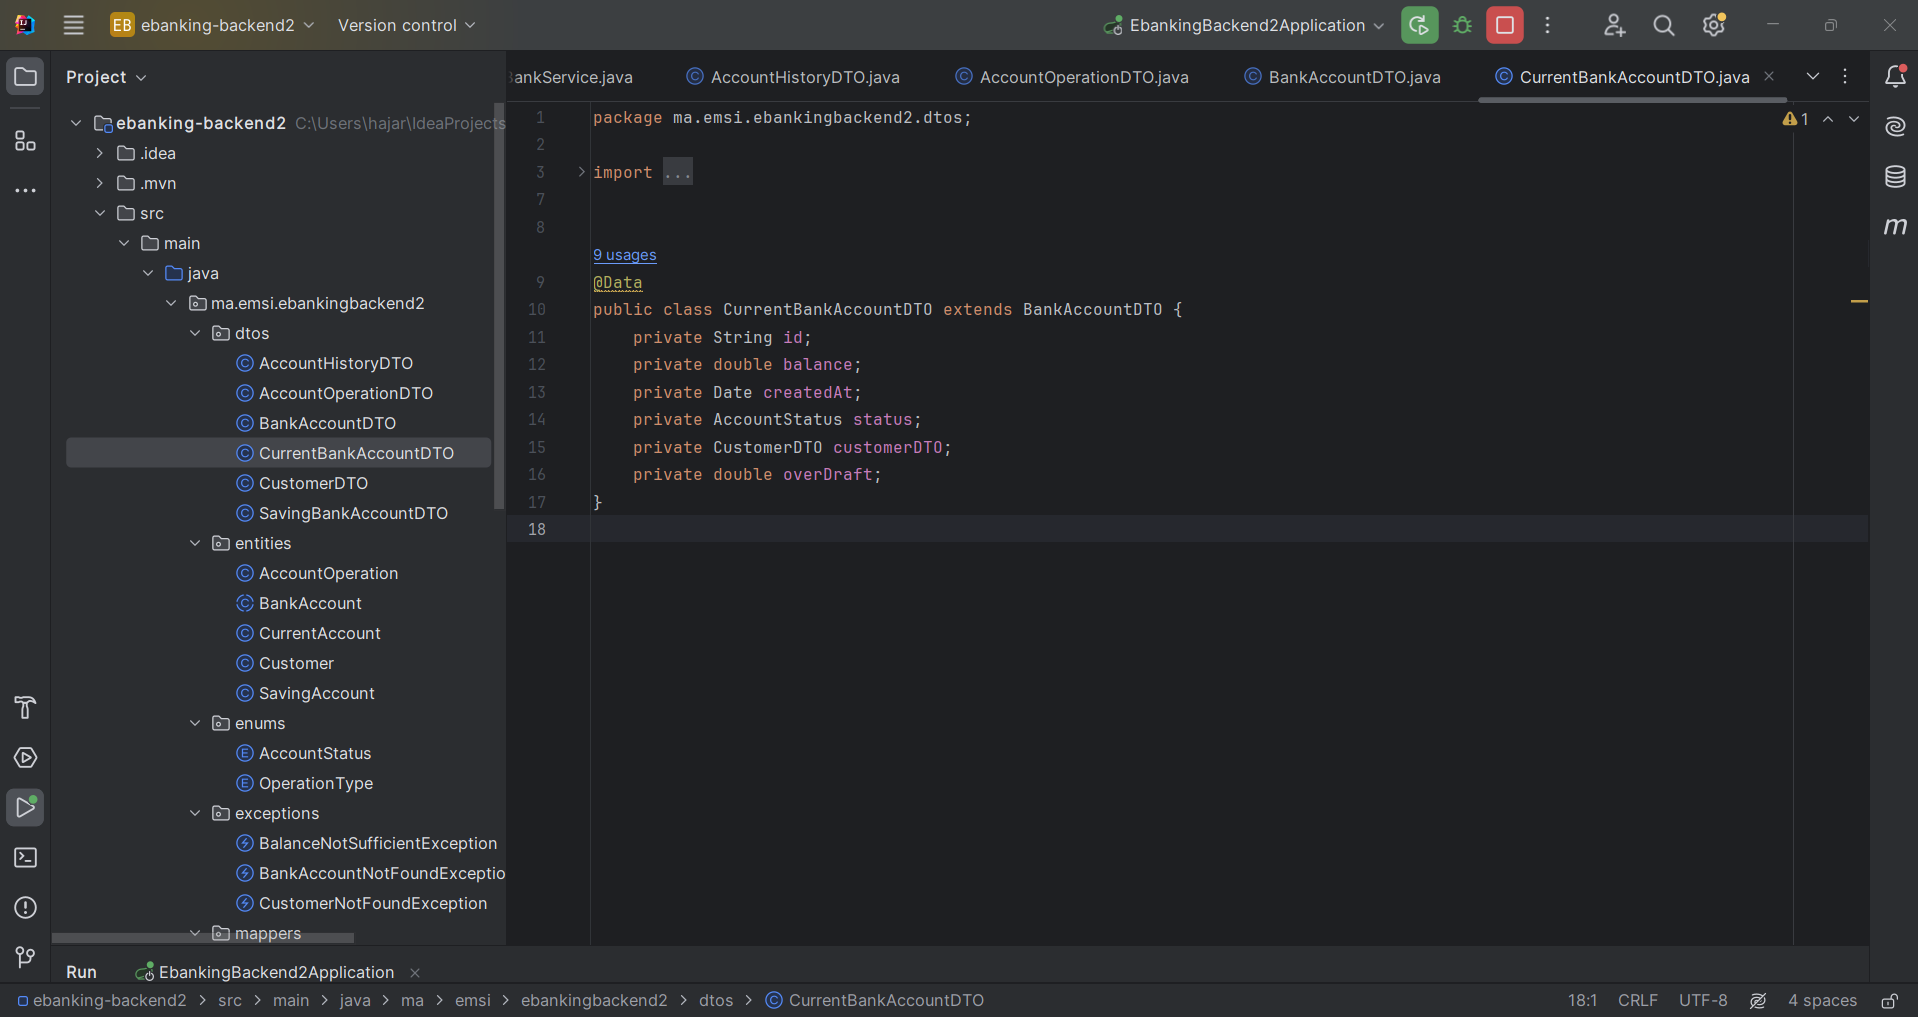 EB ebanking-backend2 Version control EbankingBackend2Application
Project
ankService.java AccountHistoryDTO.java AccountOperationDTO.java BankAccountDTO.java CurrentBankAccountDTO.java
ebanking-backend2 C:\Users\hajar\IdeaProjects
.idea
.mvn
src
main
java
ma.emsi.ebankingbackend2
dtos
AccountHistoryDTO
AccountOperationDTO
BankAccountDTO
CurrentBankAccountDTO
CustomerDTO
SavingBankAccountDTO
entities
AccountOperation
BankAccount
CurrentAccount
Customer
SavingAccount
enums
AccountStatus
OperationType
exceptions
BalanceNotSufficientException
BankAccountNotFoundExceptio
CustomerNotFoundException
mappers
1 package ma.emsi.ebankingbackend2.dtos;
2
3 import ...
7
8
9 usages
9 @Data
10 public class CurrentBankAccountDTO extends BankAccountDTO {
11 private String id;
12 private double balance;
13 private Date createdAt;
14 private AccountStatus status;
15 private CustomerDTO customerDTO;
16 private double overDraft;
17 }
18
1
m
Run EbankingBackend2Application
ebanking-backend2 > src > main > java > ma > emsi > ebankingbackend2 > dtos > CurrentBankAccountDTO 18:1 CRLF UTF-8 4 spaces